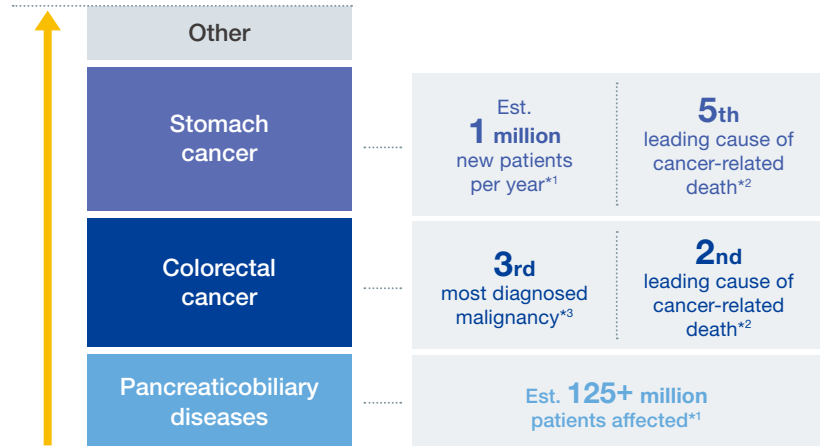 Other
Stomach
cancer
Est.
1 million
new patients
per year*1
5th
leading cause of
cancer-related
death*2
Colorectal
cancer
3rd
most diagnosed
malignancy*3
2nd
leading cause of
cancer-related
death*2
Pancreaticobiliary
diseases
Est. 125+ million
patients affected*1